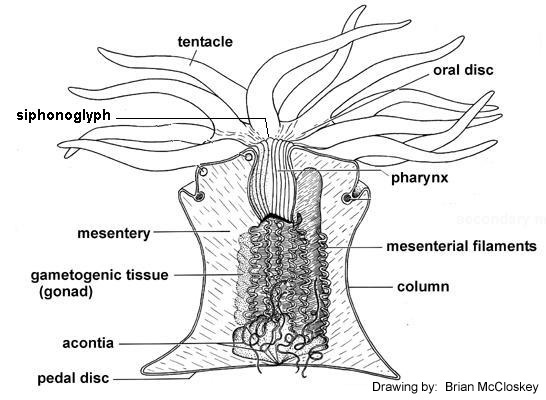 tentacle
oral disc
siphonoglyph
pharynx
mesentery
mesenterial filaments
gametogenic tissue
(gonad)
column
acontia
pedal disc
Drawing by: Brian McCloskey